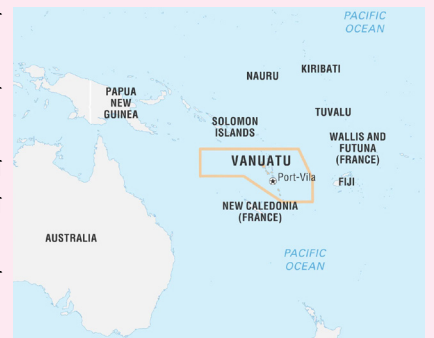 PACIFIC
OCEAN
NAURU
KIRIBATI
PAPUA
NEW
GUINEA
SOLOMON
ISLANDS
TUVALU
WALLIS AND
FUTUNA
(FRANCE)
VANUATU
Port-Vila
FIJI
NEW CALEDONIA
(FRANCE)
AUSTRALIA
PACIFIC
OCEAN